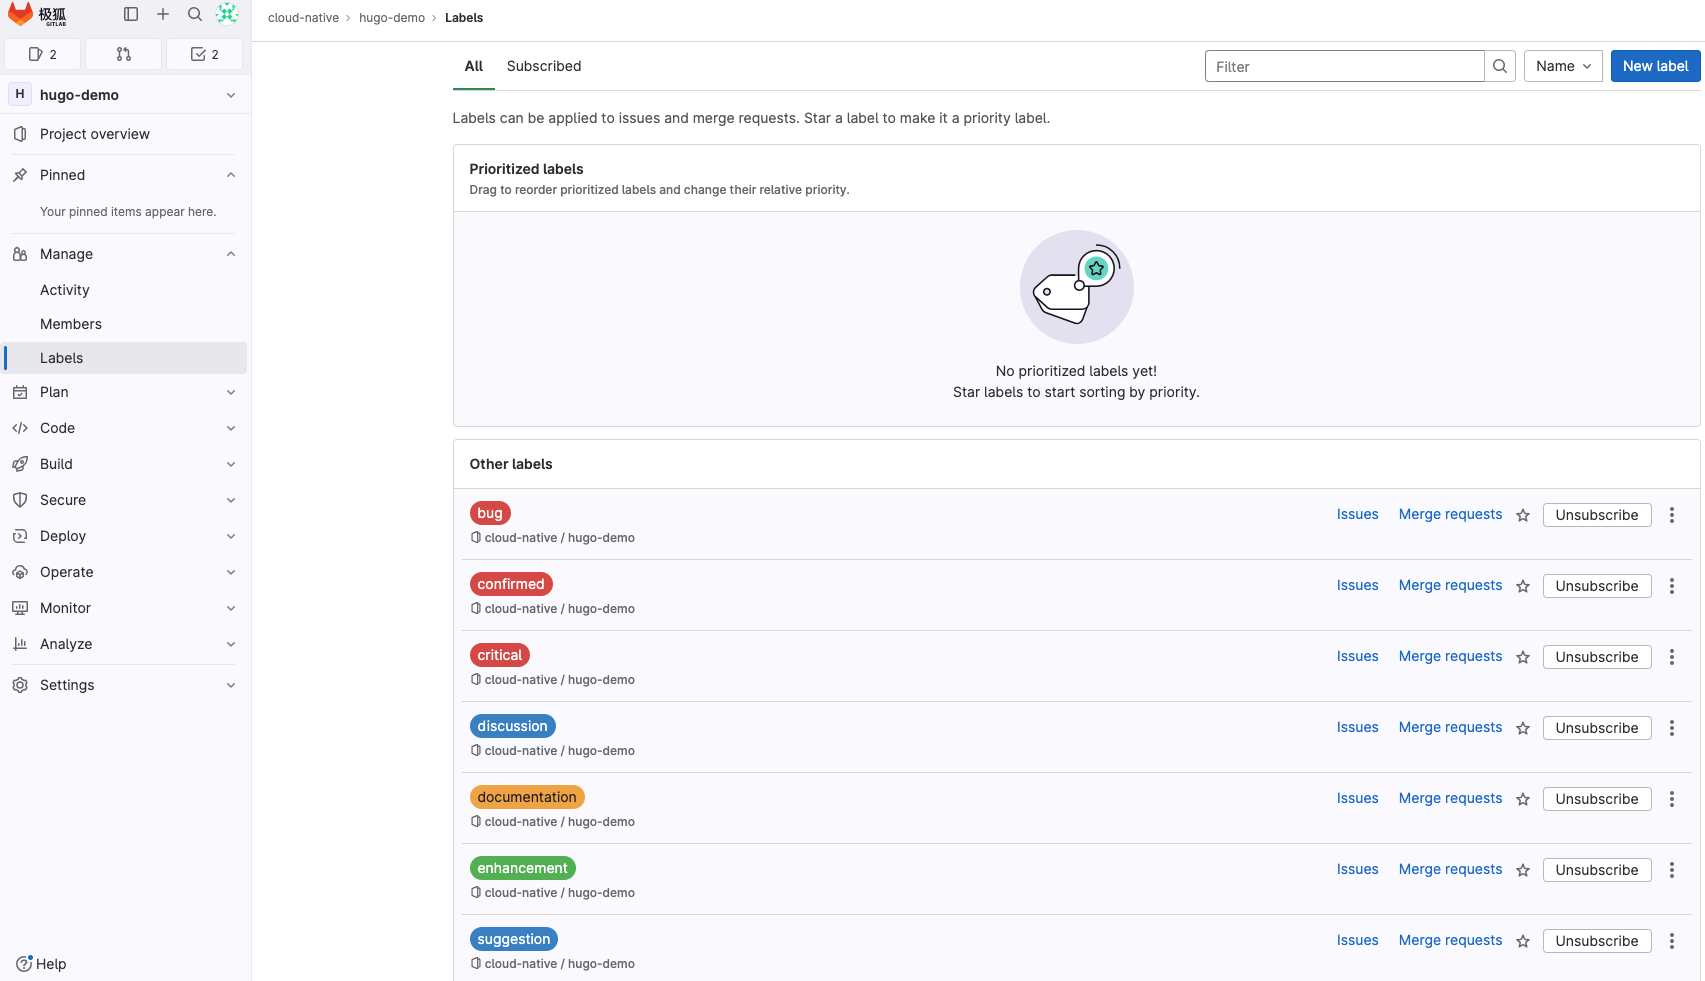 极狐
GITLAB
cloud-native › hugo-demo › Labels
2
2
H hugo-demo
Project overview
Pinned
Your pinned items appear here.
Manage
Activity
Members
Labels
Plan
Code
Build
Secure
Deploy
Operate
Monitor
Analyze
Settings
Help
All Subscribed
Filter
Name
New label
Labels can be applied to issues and merge requests. Star a label to make it a priority label.
Prioritized labels
Drag to reorder prioritized labels and change their relative priority.
No prioritized labels yet!
Star labels to start sorting by priority.
Other labels
bug Issues Merge requests Unsubscribe
cloud-native / hugo-demo
confirmed Issues Merge requests Unsubscribe
cloud-native / hugo-demo
critical Issues Merge requests Unsubscribe
cloud-native / hugo-demo
discussion Issues Merge requests Unsubscribe
cloud-native / hugo-demo
documentation Issues Merge requests Unsubscribe
cloud-native / hugo-demo
enhancement Issues Merge requests Unsubscribe
cloud-native / hugo-demo
suggestion Issues Merge requests Unsubscribe
cloud-native / hugo-demo